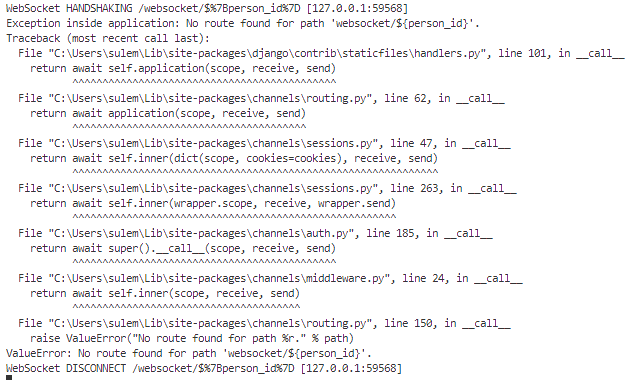 WebSocket HANDSHAKING /websocket/$%7Bperson_id%7D [127.0.0.1:59568]
Exception inside application: No route found for path 'websocket/${person_id}'.
Traceback (most recent call last):
  File "C:\Users\sulem\Lib\site-packages\django\contrib\staticfiles\handlers.py", line 101, in __call__
    return await self.application(scope, receive, send)
           ^^^^^^^^^^^^^^^^^^^^^^^^^^^^^^^^^^^^^^^^^^^^
  File "C:\Users\sulem\Lib\site-packages\channels\routing.py", line 62, in __call__
    return await application(scope, receive, send)
           ^^^^^^^^^^^^^^^^^^^^^^^^^^^^^^^^^^^^^^^
  File "C:\Users\sulem\Lib\site-packages\channels\sessions.py", line 47, in __call__
    return await self.inner(dict(scope, cookies=cookies), receive, send)
           ^^^^^^^^^^^^^^^^^^^^^^^^^^^^^^^^^^^^^^^^^^^^^^^^^^^^^^^^^^^^^
  File "C:\Users\sulem\Lib\site-packages\channels\sessions.py", line 263, in __call__
    return await self.inner(wrapper.scope, receive, wrapper.send)
           ^^^^^^^^^^^^^^^^^^^^^^^^^^^^^^^^^^^^^^^^^^^^^^^^^^^^^^
  File "C:\Users\sulem\Lib\site-packages\channels\auth.py", line 185, in __call__
    return await super().__call__(scope, receive, send)
           ^^^^^^^^^^^^^^^^^^^^^^^^^^^^^^^^^^^^^^^^^^^^
  File "C:\Users\sulem\Lib\site-packages\channels\middleware.py", line 24, in __call__
    return await self.inner(scope, receive, send)
           ^^^^^^^^^^^^^^^^^^^^^^^^^^^^^^^^^^^^^^
  File "C:\Users\sulem\Lib\site-packages\channels\routing.py", line 150, in __call__
    raise ValueError("No route found for path %r." % path)
ValueError: No route found for path 'websocket/${person_id}'.
WebSocket DISCONNECT /websocket/$%7Bperson_id%7D [127.0.0.1:59568]